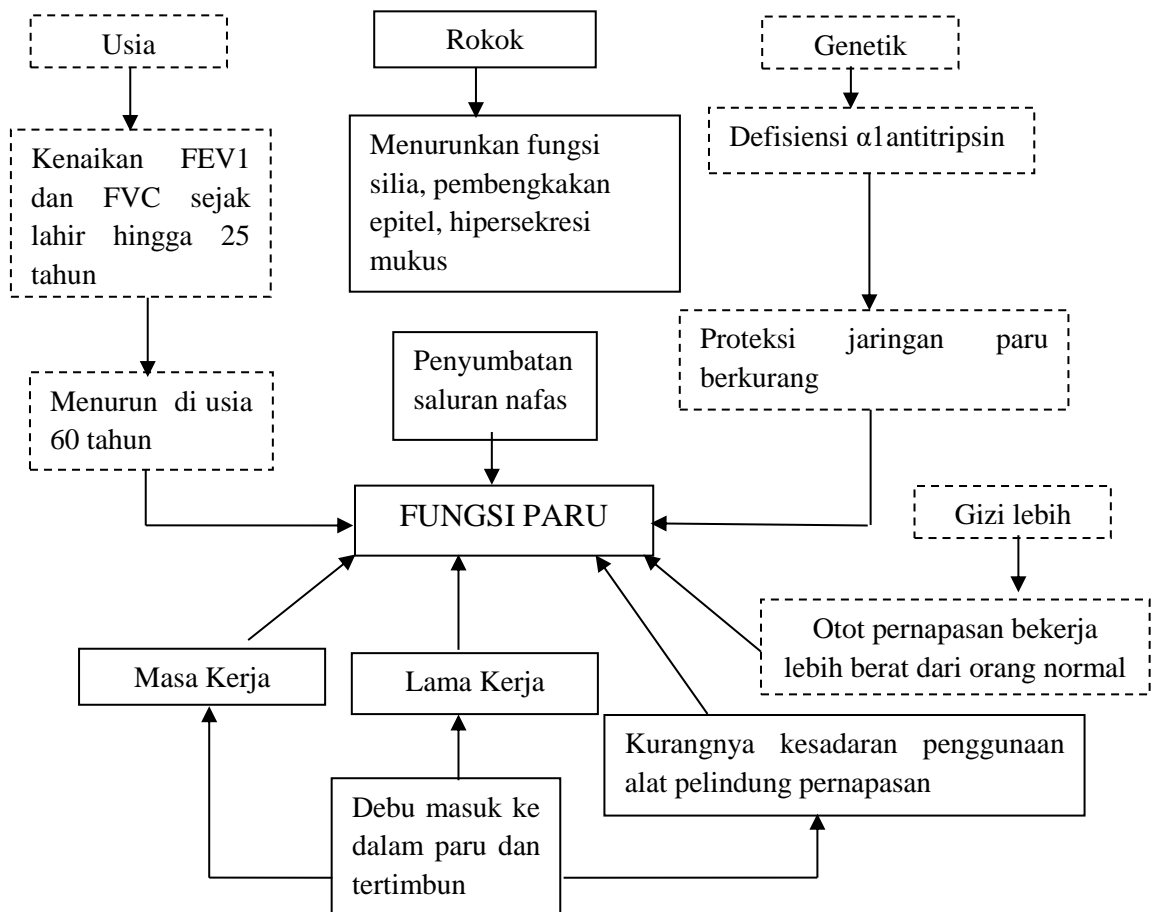 Usia
Rokok
Genetik
Kenaikan FEV1
dan FVC sejak
lahir hingga 25
tahun
Menurunkan fungsi
silia, pembengkakan
epitel, hipersekresi
mukus
Defisiensi α1antitripsin
Menurun di usia
60 tahun
Penyumbatan
saluran nafas
Proteksi jaringan paru
berkurang
FUNGSI PARU
Gizi lebih
Otot pernapasan bekerja
lebih berat dari orang normal
Masa Kerja
Lama Kerja
Kurangnya kesadaran penggunaan
alat pelindung pernapasan
Debu masuk ke
dalam paru dan
tertimbun